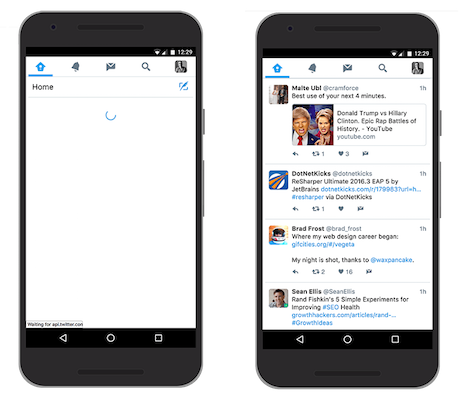 12:29
Home
Waiting for api.twitter.con
12:29
Malte Ubl @cramforce 1h
Best use of your next 4 minutes.
Donald Trump vs Hillary
Clinton. Epic Rap Battles of
History. - YouTube
youtube.com
1 3
DotNetKicks @dotnetkicks 1h
ReSharper Ultimate 2016.3 EAP 5 by
JetBrains dotnetkicks.com/r/179983?url=h...
#resharper via DotNetKicks
1
Brad Frost @brad_frost 1h
Where my web design career began:
gifcities.org/#/vegeta
My night is shot, thanks to @waxpancake.
2 16
Sean Ellis @SeanEllis 1h
Rand Fishkin's 5 Simple Experiments for
Improving #SEO Health
growthhackers.com/articles/rand-...
#GrowthIdeas